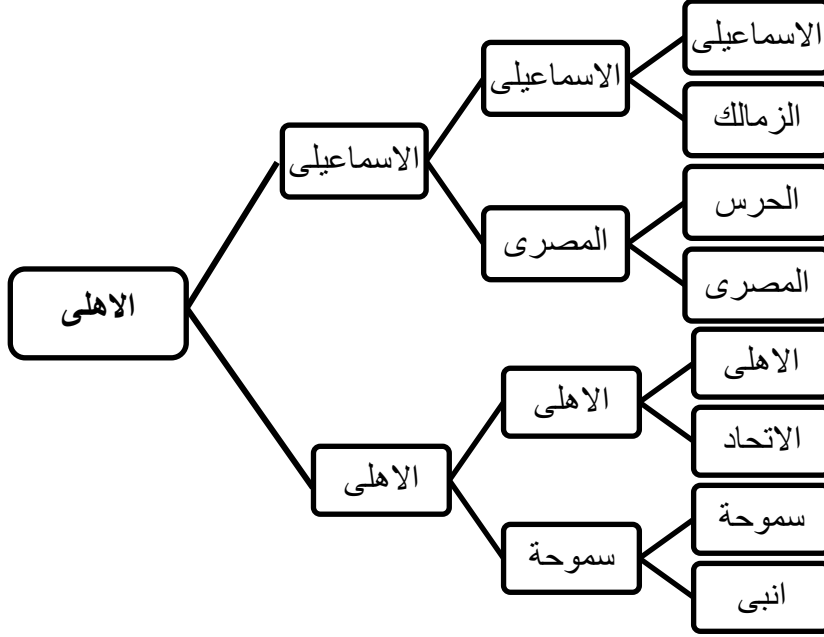 الاسماعيلى
الزمالك
الحرس
المصرى
الاهلى
الاتحاد
سموحة
انبى
الاسماعيلى
المصرى
الاهلى
سموحة
الاسماعيلى
الاهلى
الاهلى